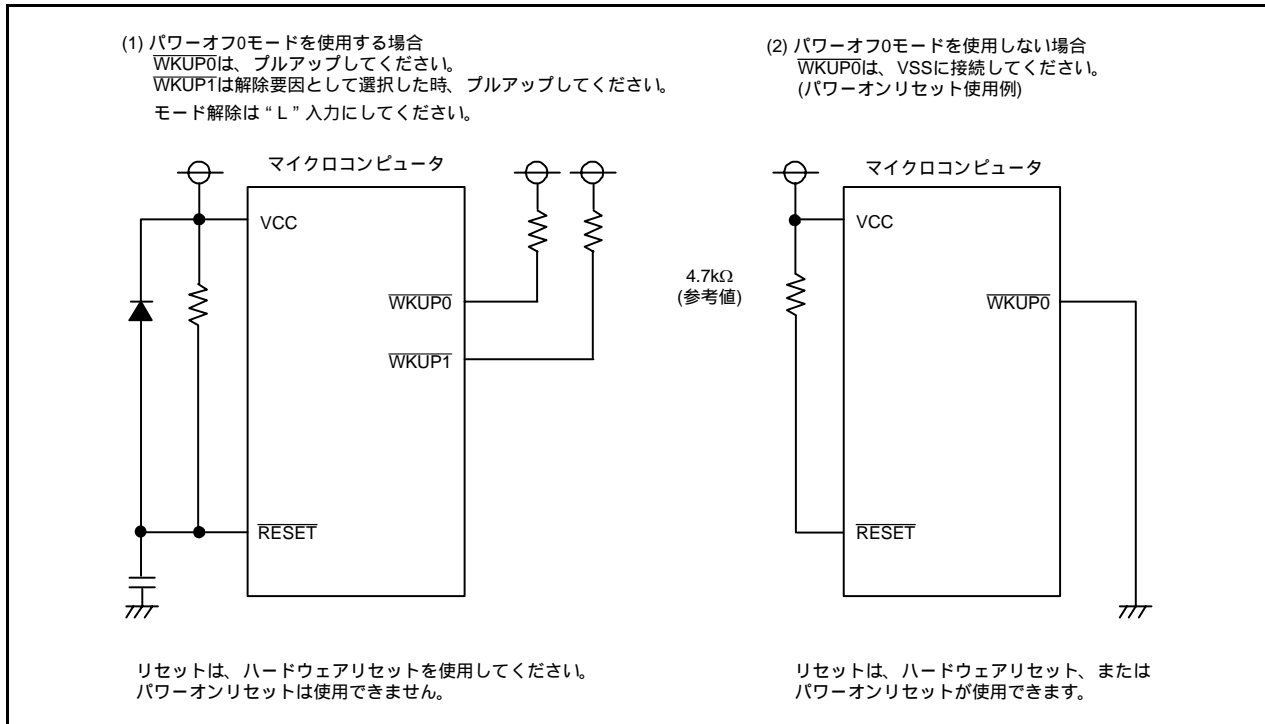 (1) パワーオフ0モードを使用する場合
WKUP0は、プルアップしてください。
WKUP1は解除要因として選択した時、プルアップしてください。
モード解除は“L”入力にしてください。
マイクロコンピュータ
VCC
WKUP0
WKUP1
RESET
リセットは、ハードウェアリセットを使用してください。
パワーオンリセットは使用できません。
(2) パワーオフ0モードを使用しない場合
WKUP0は、VSSに接続してください。
(パワーオンリセット使用例)
マイクロコンピュータ
VCC
4.7kΩ
(参考値)
WKUP0
RESET
リセットは、ハードウェアリセット、または
パワーオンリセットが使用できます。